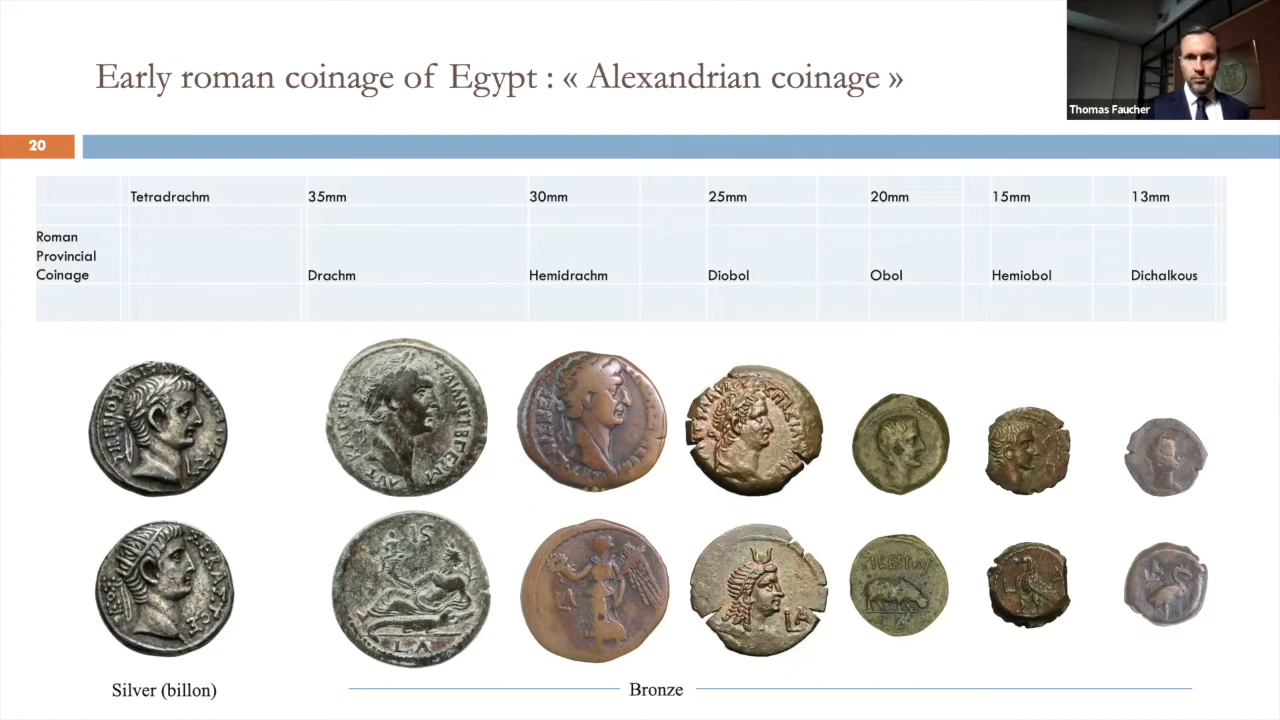 Early roman coinage of Egypt : « Alexandrian coinage »
Thomas Faucher
20
Tetradrachm 35mm 30mm 25mm 20mm 15mm 13mm
Roman
Provincial
Coinage Drachm Hemidrachm Diobol Obol Hemiobol Dichalkous
Silver (billon) Bronze